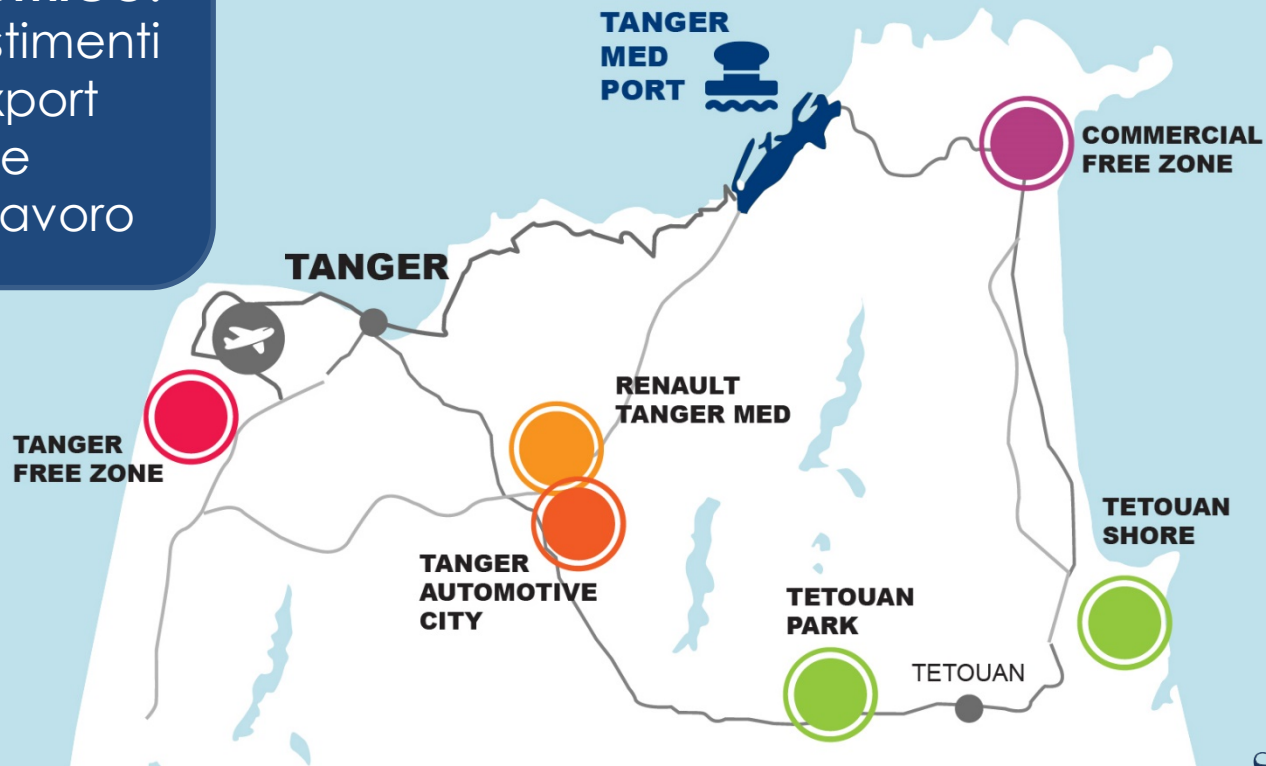 stimenti
xport
e
lavoro
TANGER
MED
PORT
COMMERCIAL
FREE ZONE
TANGER
RENAULT
TANGER MED
TANGER
FREE ZONE
TETOUAN
SHORE
TANGER
AUTOMOTIVE
CITY
TETOUAN
PARK
TETOUAN